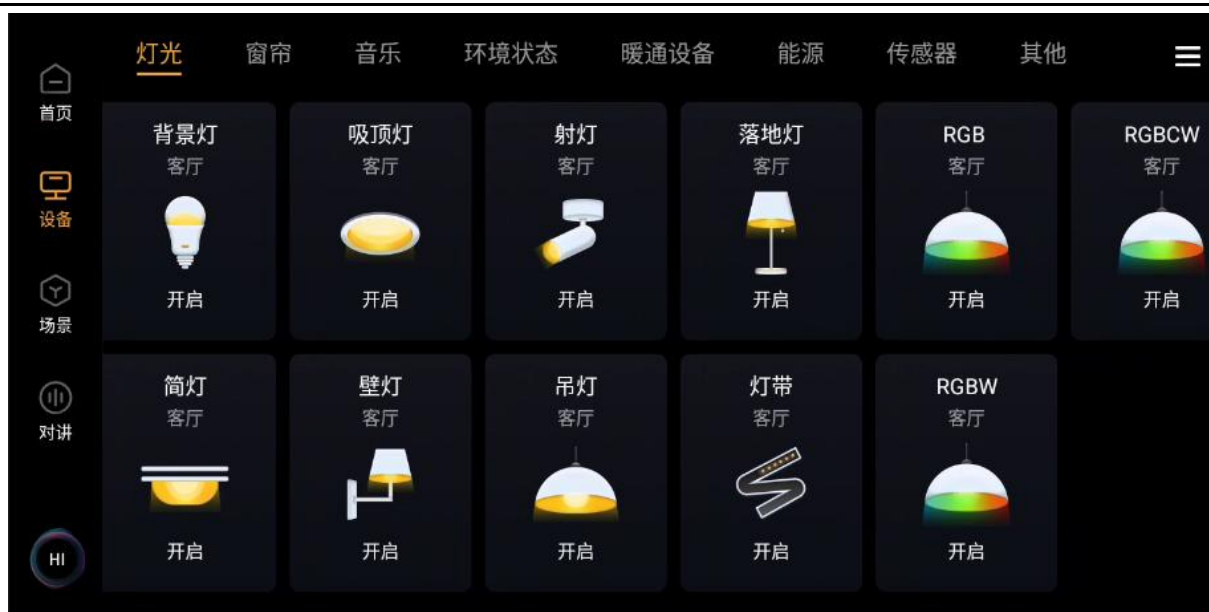 灯光 窗帘 音乐 环境状态 暖通设备 能源 传感器 其他
首页
设备
场景
对讲
HI
背景灯 吸顶灯 射灯 落地灯 RGB RGBCW
客厅 客厅 客厅 客厅 客厅 客厅
开启 开启 开启 开启 开启 开启
筒灯 壁灯 吊灯 灯带 RGBW
客厅 客厅 客厅 客厅 客厅
开启 开启 开启 开启 开启